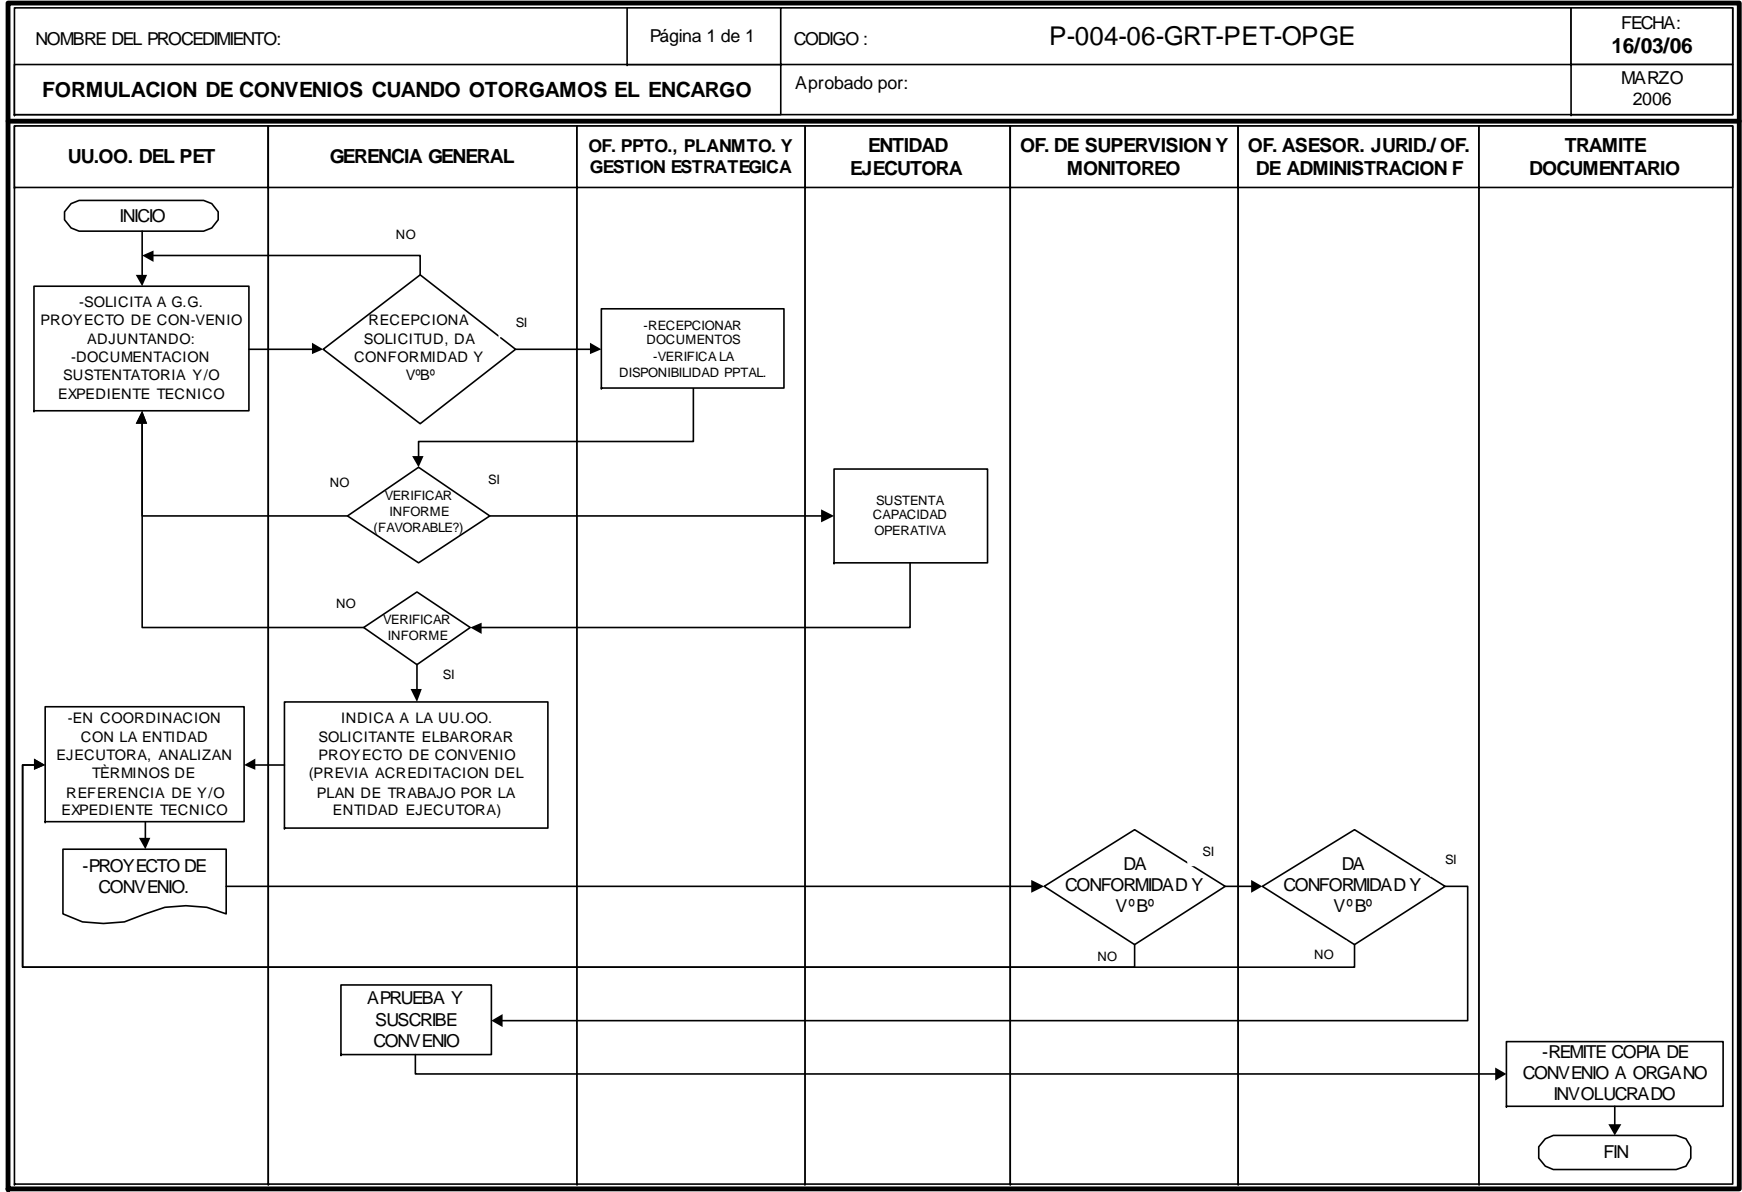 NOMBRE DEL PROCEDIMIENTO:
Página 1 de 1
CODIGO :
P-004-06-GRT-PET-OPGE
FECHA:
16/03/06
FORMULACION DE CONVENIOS CUANDO OTORGAMOS EL ENCARGO
Aprobado por:
MARZO
2006
UU.OO. DEL PET
GERENCIA GENERAL
OF. PPTO., PLANMTO. Y
GESTION ESTRATEGICA
ENTIDAD
EJECUTORA
OF. DE SUPERVISION Y
MONITOREO
OF. ASESOR. JURID./ OF.
DE ADMINISTRACION F
TRAMITE
DOCUMENTARIO
INICIO
NO
-SOLICITA A G.G.
PROYECTO DE CON-VENIO
ADJUNTANDO:
-DOCUMENTACION
SUSTENTATORIA Y/O
EXPEDIENTE TECNICO
RECEPCIONA
SOLICITUD, DA
CONFORMIDAD Y
VºBº
SI
-RECEPCIONAR
DOCUMENTOS
-VERIFICA LA
DISPONIBILIDAD PPTAL.
NO
VERIFICAR
INFORME
(FAVORABLE?)
SI
SUSTENTA
CAPACIDAD
OPERATIVA
NO
VERIFICAR
INFORME
SI
-EN COORDINACION
CON LA ENTIDAD
EJECUTORA, ANALIZAN
TÈRMINOS DE
REFERENCIA DE Y/O
EXPEDIENTE TECNICO
INDICA A LA UU.OO.
SOLICITANTE ELBARORAR
PROYECTO DE CONVENIO
(PREVIA ACREDITACION DEL
PLAN DE TRABAJO POR LA
ENTIDAD EJECUTORA)
-PROYECTO DE
CONVENIO.
DA
CONFORMIDAD Y
VºBº
SI
NO
DA
CONFORMIDAD Y
VºBº
SI
NO
APRUEBA Y
SUSCRIBE
CONVENIO
-REMITE COPIA DE
CONVENIO A ORGANO
INVOLUCRADO
FIN